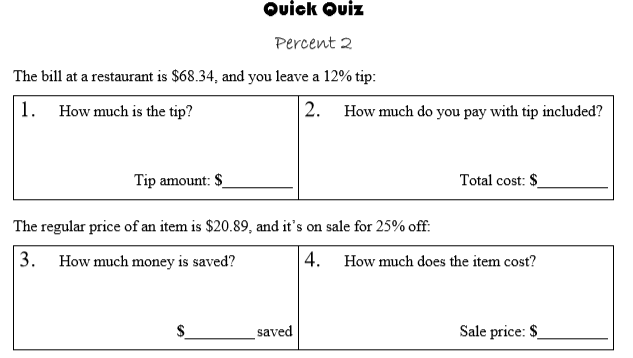 Quick Quiz
Percent 2
The bill at a restaurant is $68.34, and you leave a 12% tip:
1. How much is the tip?
2. How much do you pay with tip included?
Tip amount: $________
Total cost: $________
The regular price of an item is $20.89, and it's on sale for 25% off:
3. How much money is saved?
4. How much does the item cost?
$________ saved
Sale price: $________